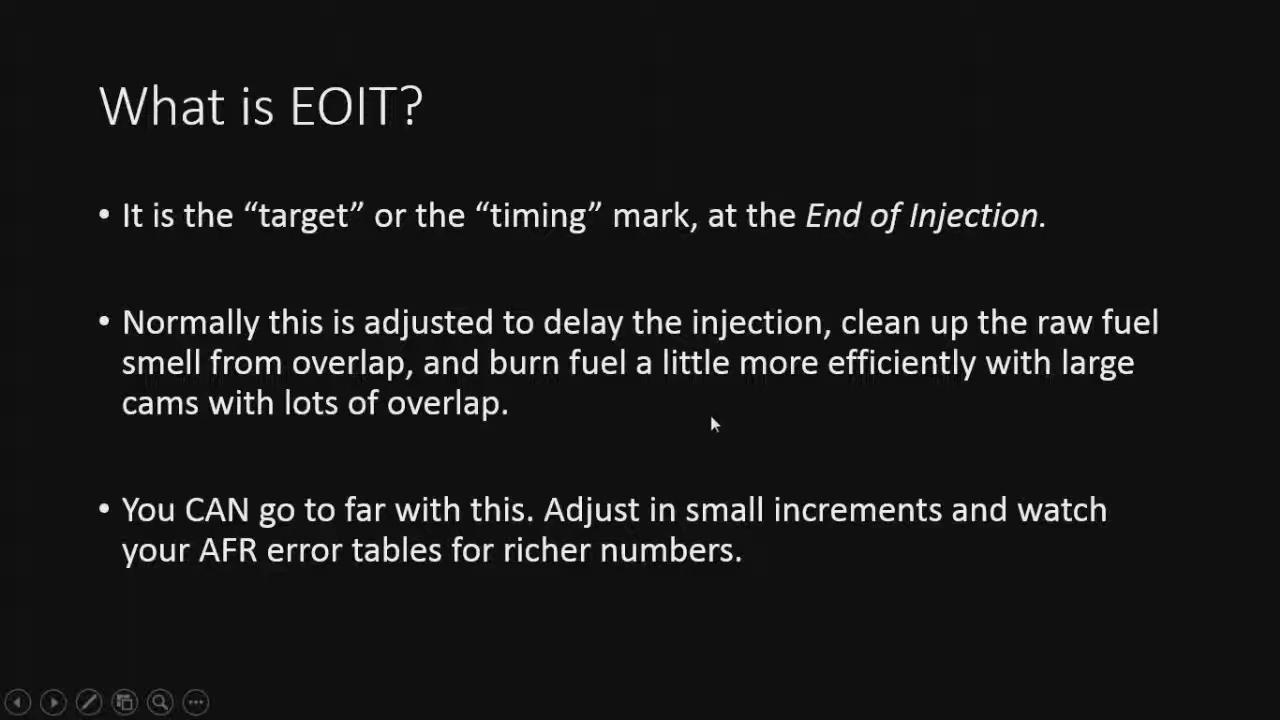 What is EOIT?
• It is the “target” or the “timing” mark, at the End of Injection.
• Normally this is adjusted to delay the injection, clean up the raw fuel
smell from overlap, and burn fuel a little more efficiently with large
cams with lots of overlap.
• You CAN go to far with this. Adjust in small increments and watch
your AFR error tables for richer numbers.